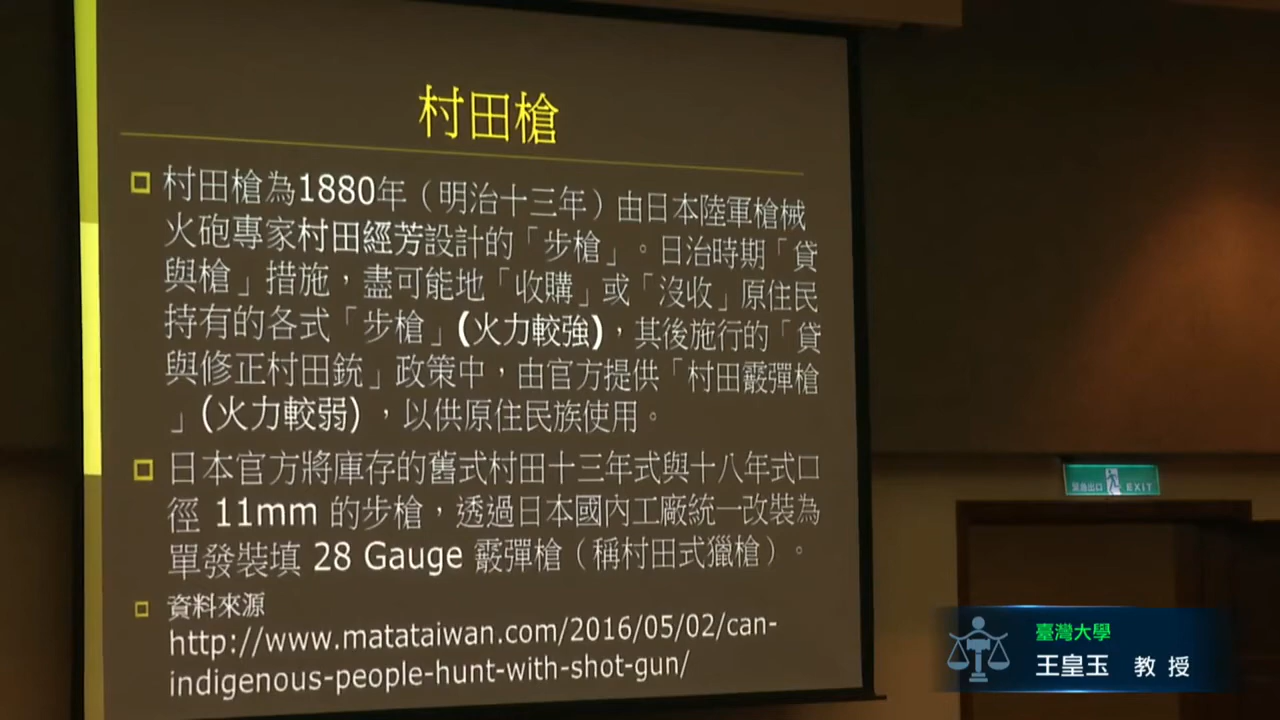 村田槍
村田槍為1880年（明治十三年）由日本陸軍槍械
火砲專家村田經芳設計的「步槍」。日治時期「貸
與槍」措施，盡可能地「收購」或「沒收」原住民
持有的各式「步槍」(火力較強)，其後施行的「貸
與修正村田銃」政策中，由官方提供「村田霰彈槍
」(火力較弱)，以供原住民族使用。
日本官方將庫存的舊式村田十三年式與十八年式口
徑 11mm 的步槍，透過日本國內工廠統一改裝為
單發裝填 28 Gauge 霰彈槍（稱村田式獵槍）。
資料來源
http://www.matataiwan.com/2016/05/02/can-
indigenous-people-hunt-with-shot-gun/
緊急出口 EXIT
臺灣大學
王皇玉 教授